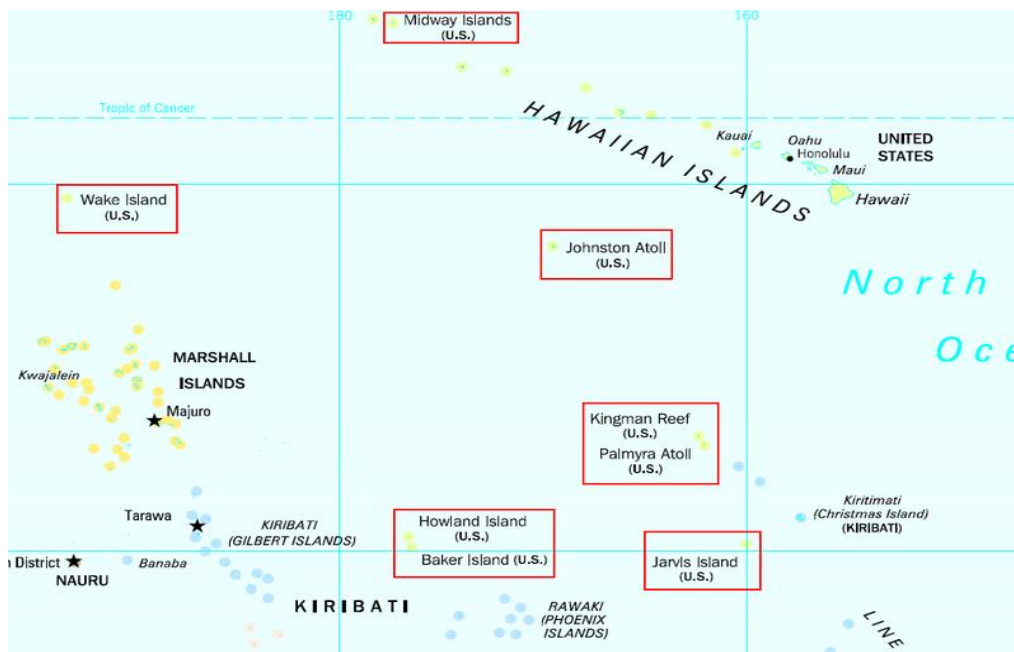 180
160
Midway Islands
(U.S.)
Tropic of Cancer
HAWAIIAN ISLANDS
Kauai
Oahu
Honolulu
Maui
Hawaii
UNITED
STATES
Wake Island
(U.S.)
Johnston Atoll
(U.S.)
North
Oce
MARSHALL
ISLANDS
Kwajalein
Majuro
Kingman Reef
(U.S.)
Palmyra Atoll
(U.S.)
Kiritimati
(Christmas Island)
(KIRIBATI)
Tarawa
KIRIBATI
(GILBERT ISLANDS)
Howland Island
(U.S.)
Baker Island (U.S.)
Jarvis Island
(U.S.)
n District
NAURU
Banaba
KIRIBATI
RAWAKI
(PHOENIX
ISLANDS)
LINE